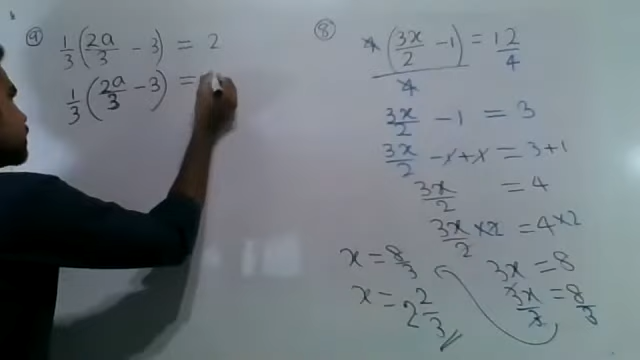 9) 1/3 (2a/3 - 3) = 2
1/3 (2a/3 - 3) =
8) 4(3x/2 - 1)/4 = 12/4
3x/2 - 1 = 3
3x/2 - 1 + 1 = 3+1
3x/2 = 4
3x/2 × 2 = 4×2
3x = 8
3x/3 = 8/3
x = 8/3
x = 2 2/3